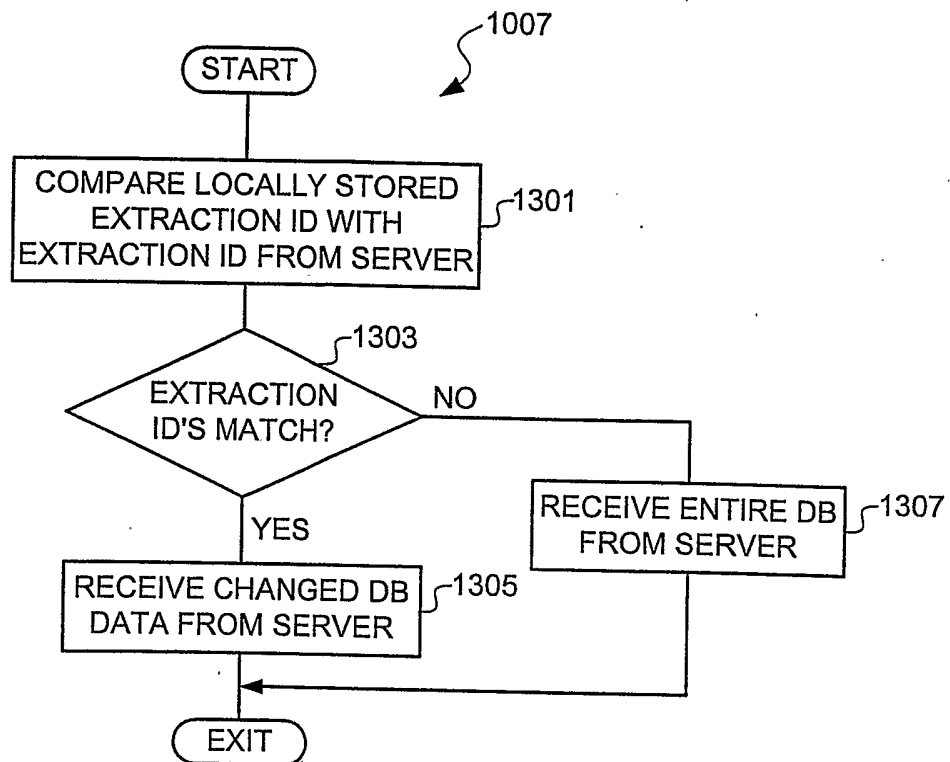 1007
START
COMPARE LOCALLY STORED
EXTRACTION ID WITH
EXTRACTION ID FROM SERVER
1301
1303
EXTRACTION
ID'S MATCH?
NO
YES
RECEIVE ENTIRE DB
FROM SERVER
1307
RECEIVE CHANGED DB
DATA FROM SERVER
1305
EXIT